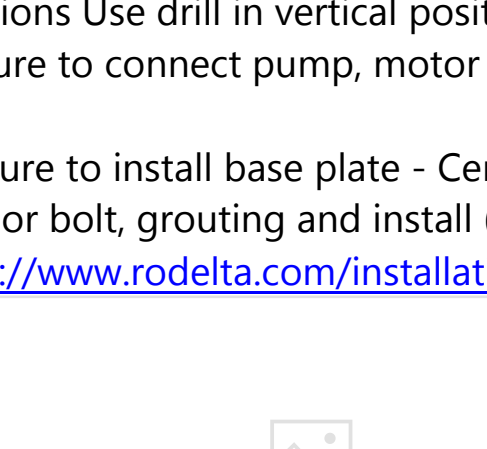 ions Use drill in vertical posit
ure to connect pump, motor
ure to install base plate - Cer
or bolt, grouting and install
://www.rodelta.com/installat